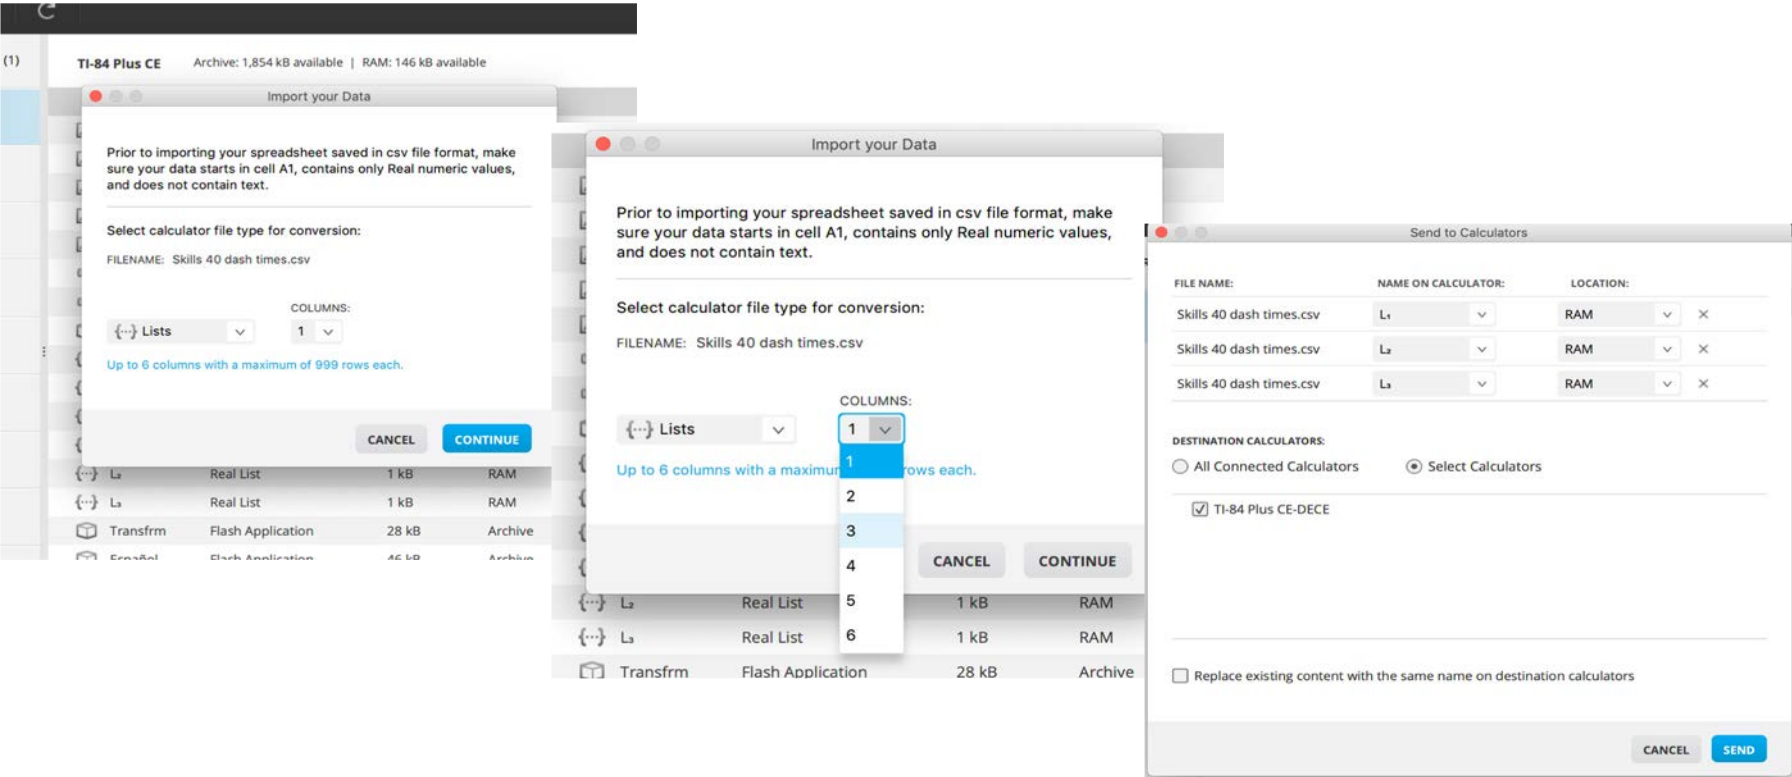 (1)
TI-84 Plus CE Archive: 1,854 kB available | RAM: 146 kB available
Import your Data
Prior to importing your spreadsheet saved in csv file format, make
sure your data starts in cell A1, contains only Real numeric values,
and does not contain text.
Select calculator file type for conversion:
FILENAME: Skills 40 dash times.csv
COLUMNS:
{···} Lists 1
Up to 6 columns with a maximum of 999 rows each.
CANCEL CONTINUE
{···} L₂ Real List 1 kB RAM
{···} L₃ Real List 1 kB RAM
Transfrm Flash Application 28 kB Archive
Español Flash Application 46 kB Archive
Import your Data
Prior to importing your spreadsheet saved in csv file format, make
sure your data starts in cell A1, contains only Real numeric values,
and does not contain text.
Select calculator file type for conversion:
FILENAME: Skills 40 dash times.csv
COLUMNS:
{···} Lists 1
Up to 6 columns with a maximum rows each.
1
2
3
4
5
6
CANCEL CONTINUE
{···} L₂ Real List 1 kB RAM
{···} L₃ Real List 1 kB RAM
Transfrm Flash Application 28 kB Archive
Send to Calculators
FILE NAME: NAME ON CALCULATOR: LOCATION:
Skills 40 dash times.csv L₁ RAM
Skills 40 dash times.csv L₂ RAM
Skills 40 dash times.csv L₃ RAM
DESTINATION CALCULATORS:
All Connected Calculators Select Calculators
TI-84 Plus CE-DECE
Replace existing content with the same name on destination calculators
CANCEL SEND